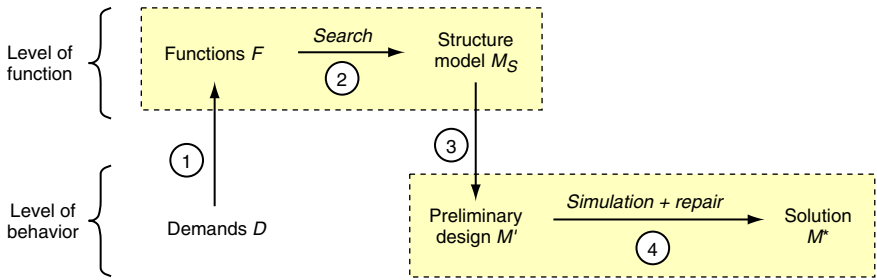 Level of
function
Functions F
Search
2
Structure
model M_S
1
3
Level of
behavior
Demands D
Preliminary
design M'
Simulation + repair
4
Solution
M*